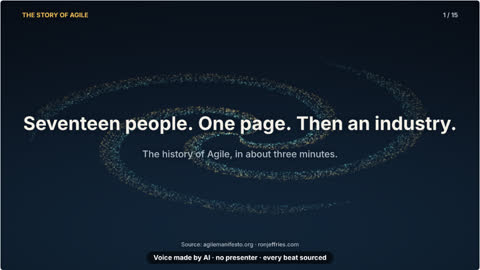 THE STORY OF AGILE
1 / 15
Seventeen people. One page. Then an industry.
The history of Agile, in about three minutes.
Source: agilemanifesto.org · ronjeffries.com
Voice made by AI · no presenter · every beat sourced